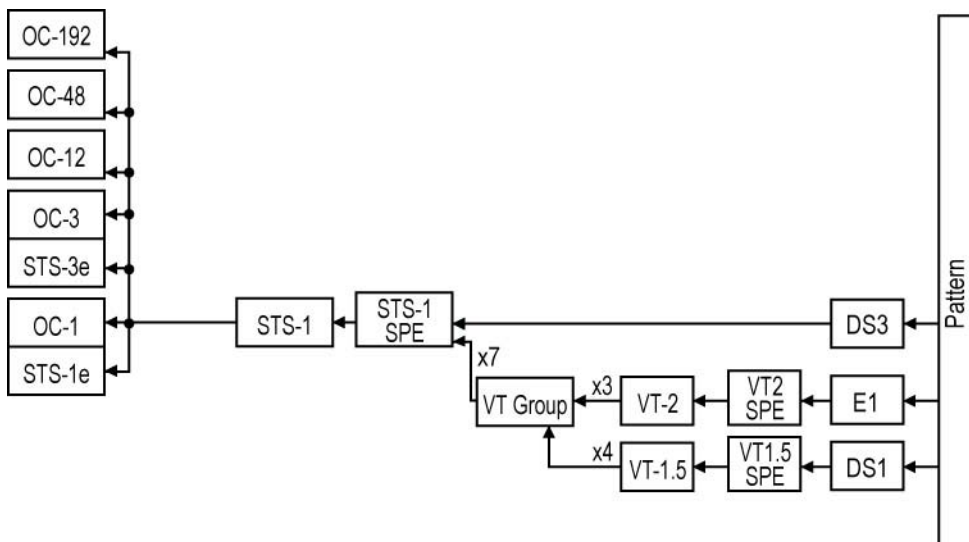 OC-192
OC-48
OC-12
OC-3
STS-3e
OC-1
STS-1e
STS-1
STS-1
SPE
x7
VT Group
x3
x4
VT-2
VT-1.5
VT2
SPE
VT1.5
SPE
DS3
E1
DS1
Pattern